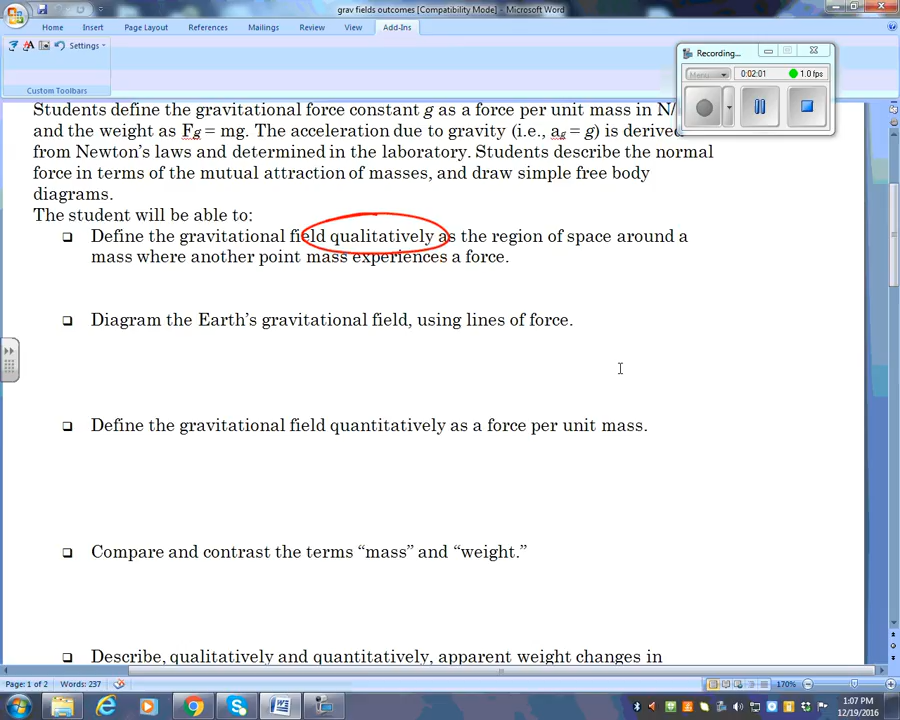 grav fields outcomes [Compatibility Mode] - Microsoft Word
Home Insert Page Layout References Mailings Review View Add-Ins
Settings
Custom Toolbars
Recording...
Menu 0:02:01 1.0 fps
Students define the gravitational force constant g as a force per unit mass in N/
and the weight as Fg = mg. The acceleration due to gravity (i.e., ag = g) is derived
from Newton's laws and determined in the laboratory. Students describe the normal
force in terms of the mutual attraction of masses, and draw simple free body
diagrams.
The student will be able to:
Define the gravitational field qualitatively as the region of space around a
mass where another point mass experiences a force.
Diagram the Earth's gravitational field, using lines of force.
Define the gravitational field quantitatively as a force per unit mass.
Compare and contrast the terms “mass” and “weight.”
Describe, qualitatively and quantitatively, apparent weight changes in
Page: 1 of 2 Words: 237 170%
1:07 PM
12/19/2016